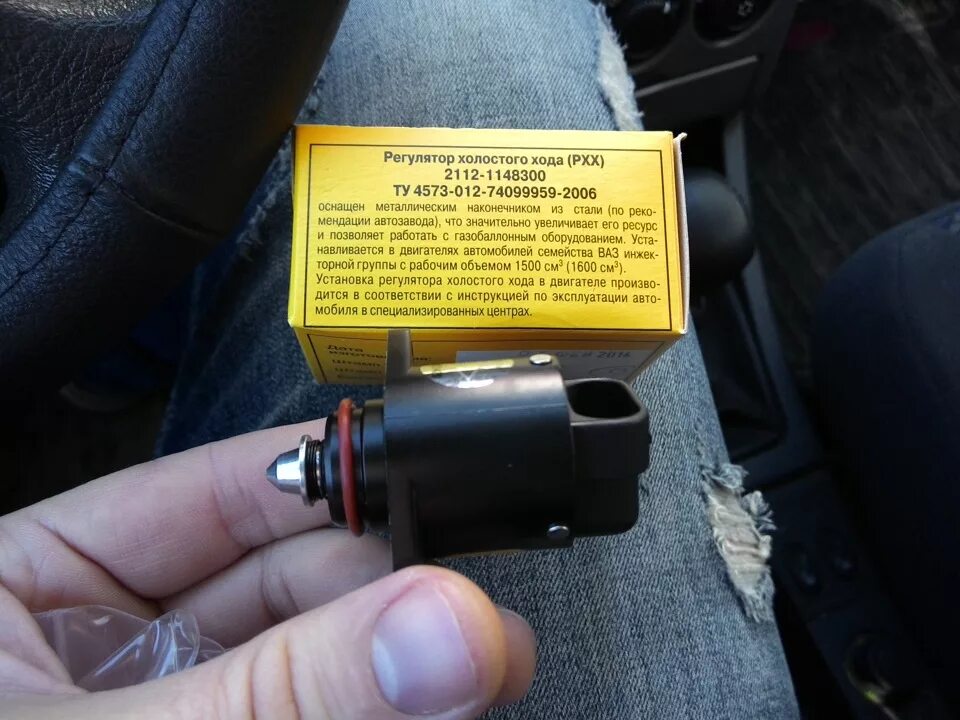 Регулятор холостого хода (РХХ)
2112-1148300
ТУ 4573-012-74099959-2006
оснащен металлическим наконечником из стали (по реко-
мендации автозавода), что значительно увеличивает его ресурс
и позволяет работать с газобаллонным оборудованием. Уста-
навливается в двигателях автомобилей семейства ВАЗ инжек-
торной группы с рабочим объемом 1500 см³ (1600 см³).
Установка регулятора холостого хода в двигателе произво-
дится в соответствии с инструкцией по эксплуатации авто-
мобиля в специализированных центрах.
Дата
2016